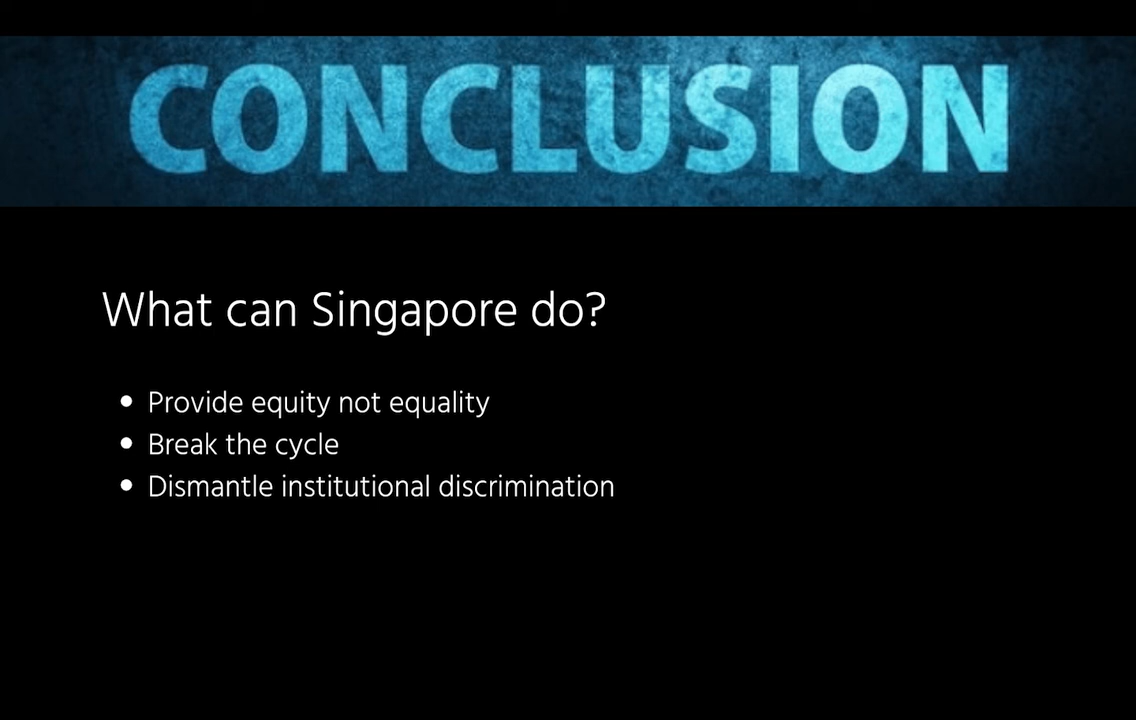 CONCLUSION
What can Singapore do?
• Provide equity not equality
• Break the cycle
• Dismantle institutional discrimination